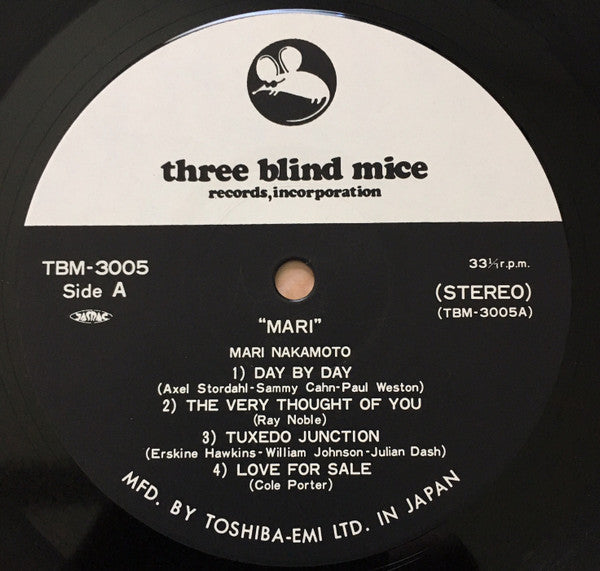 three blind mice
records,incorporation
TBM-3005
33⅓r.p.m.
Side A
(STEREO)
JASRAC
(TBM-3005A)
"MARI"
MARI NAKAMOTO
1) DAY BY DAY
(Axel Stordahl-Sammy Cahn-Paul Weston)
2) THE VERY THOUGHT OF YOU
(Ray Noble)
3) TUXEDO JUNCTION
(Erskine Hawkins-William Johnson-Julian Dash)
4) LOVE FOR SALE
(Cole Porter)
MFD. BY TOSHIBA-EMI LTD. IN JAPAN